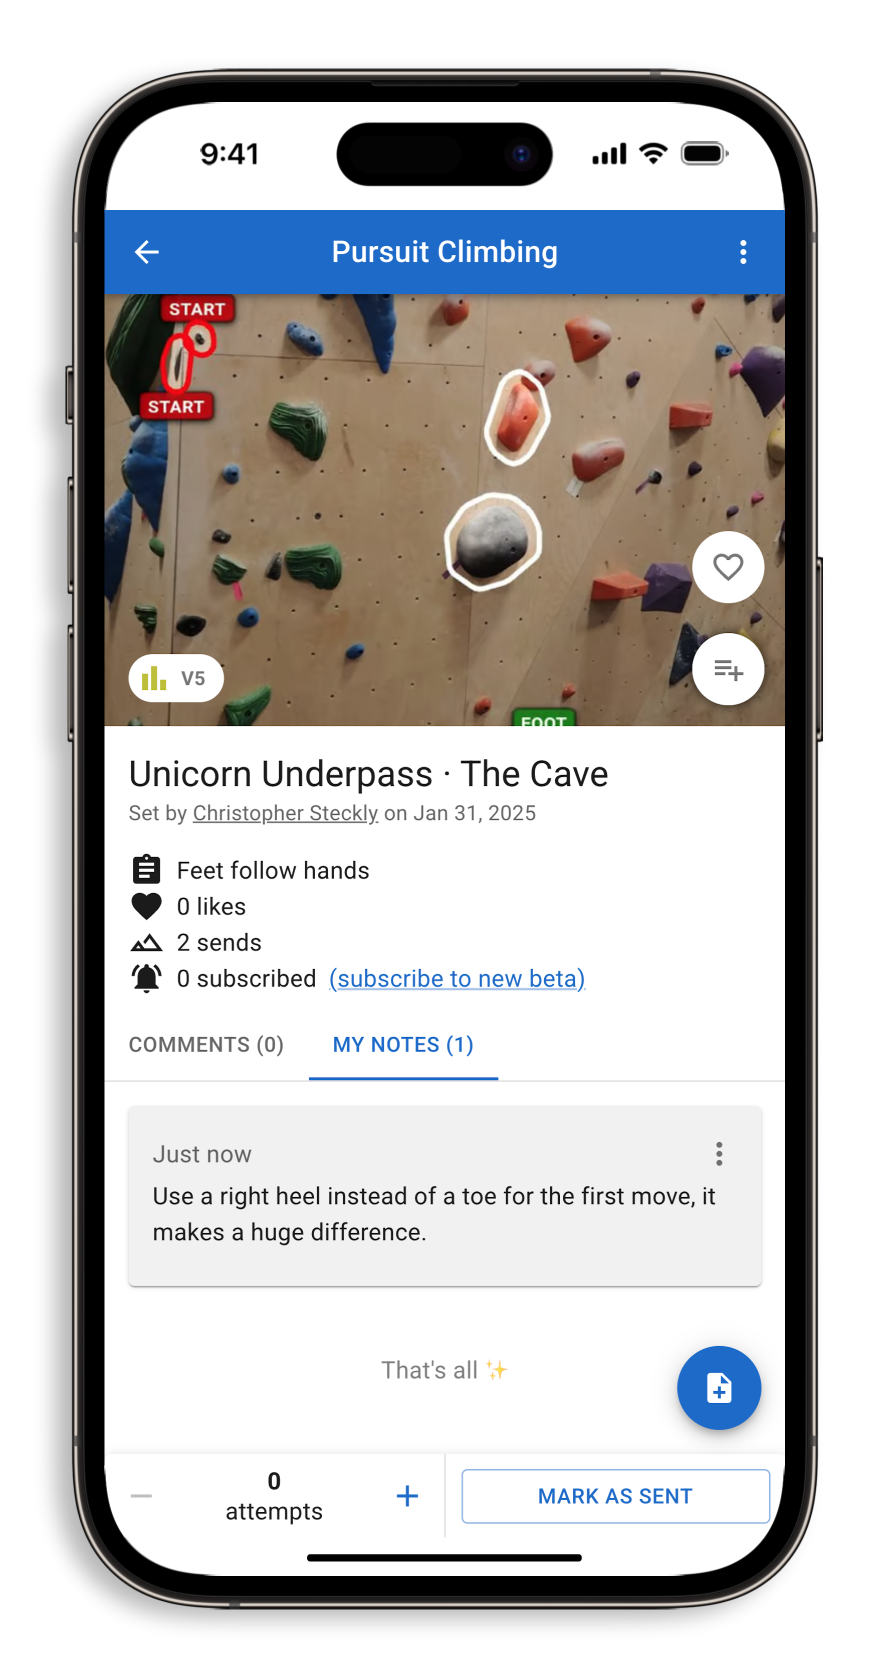 9:41
Pursuit Climbing
START
START
V5
FOOT
Unicorn Underpass · The Cave
Set by Christopher Steckly on Jan 31, 2025
Feet follow hands
0 likes
2 sends
0 subscribed (subscribe to new beta)
COMMENTS (0) MY NOTES (1)
Just now
Use a right heel instead of a toe for the first move, it
makes a huge difference.
That's all ✨
0
attempts
MARK AS SENT